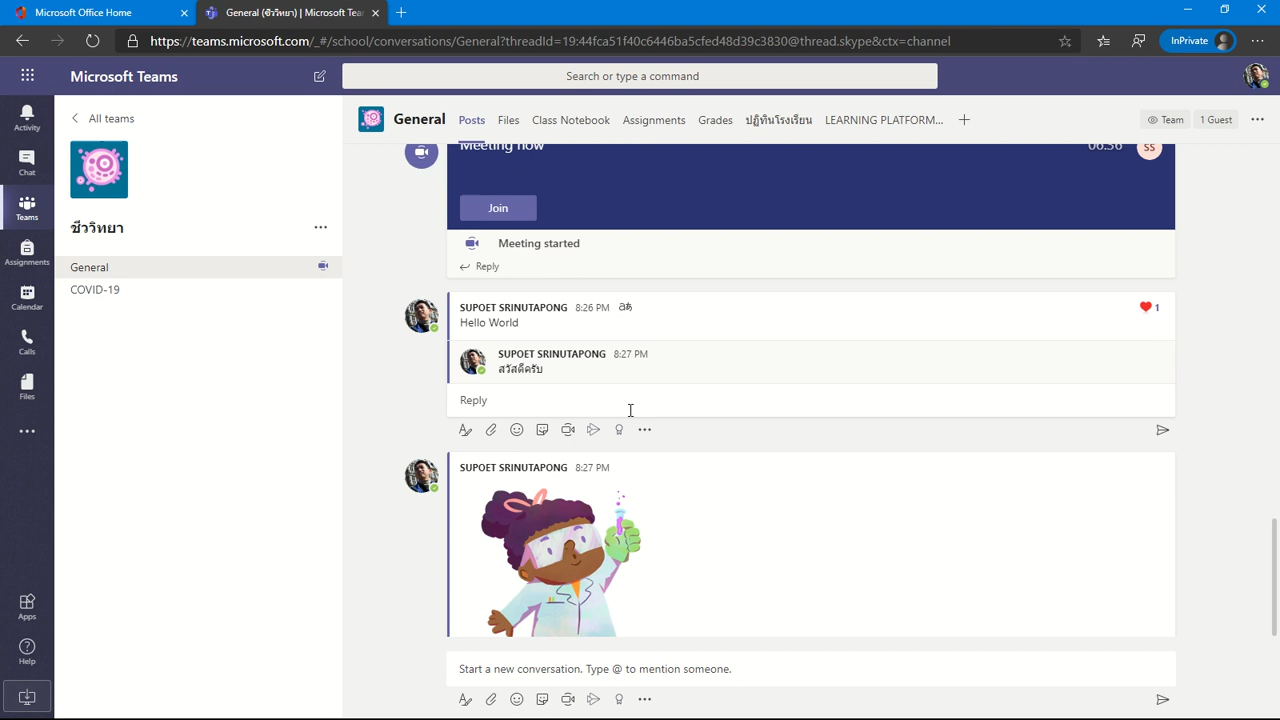 Microsoft Office Home
General (ชีววิทยา) | Microsoft Tea
https://teams.microsoft.com/_#/school/conversations/General?threadId=19:44fca51f40c6446ba5cfed48d39c3830@thread.skype&ctx=channel
InPrivate
Microsoft Teams
Search or type a command
Activity
Chat
Teams
Assignments
Calendar
Calls
Files
Apps
Help
All teams
ชีววิทยา
General
COVID-19
General Posts Files Class Notebook Assignments Grades ปฏิทินโรงเรียน LEARNING PLATFORM... Team 1 Guest
Meeting now 06:36 SS
Join
Meeting started
Reply
SUPOET SRINUTAPONG 8:26 PM 1
Hello World
SUPOET SRINUTAPONG 8:27 PM
สวัสดีครับ
Reply
SUPOET SRINUTAPONG 8:27 PM
Start a new conversation. Type @ to mention someone.